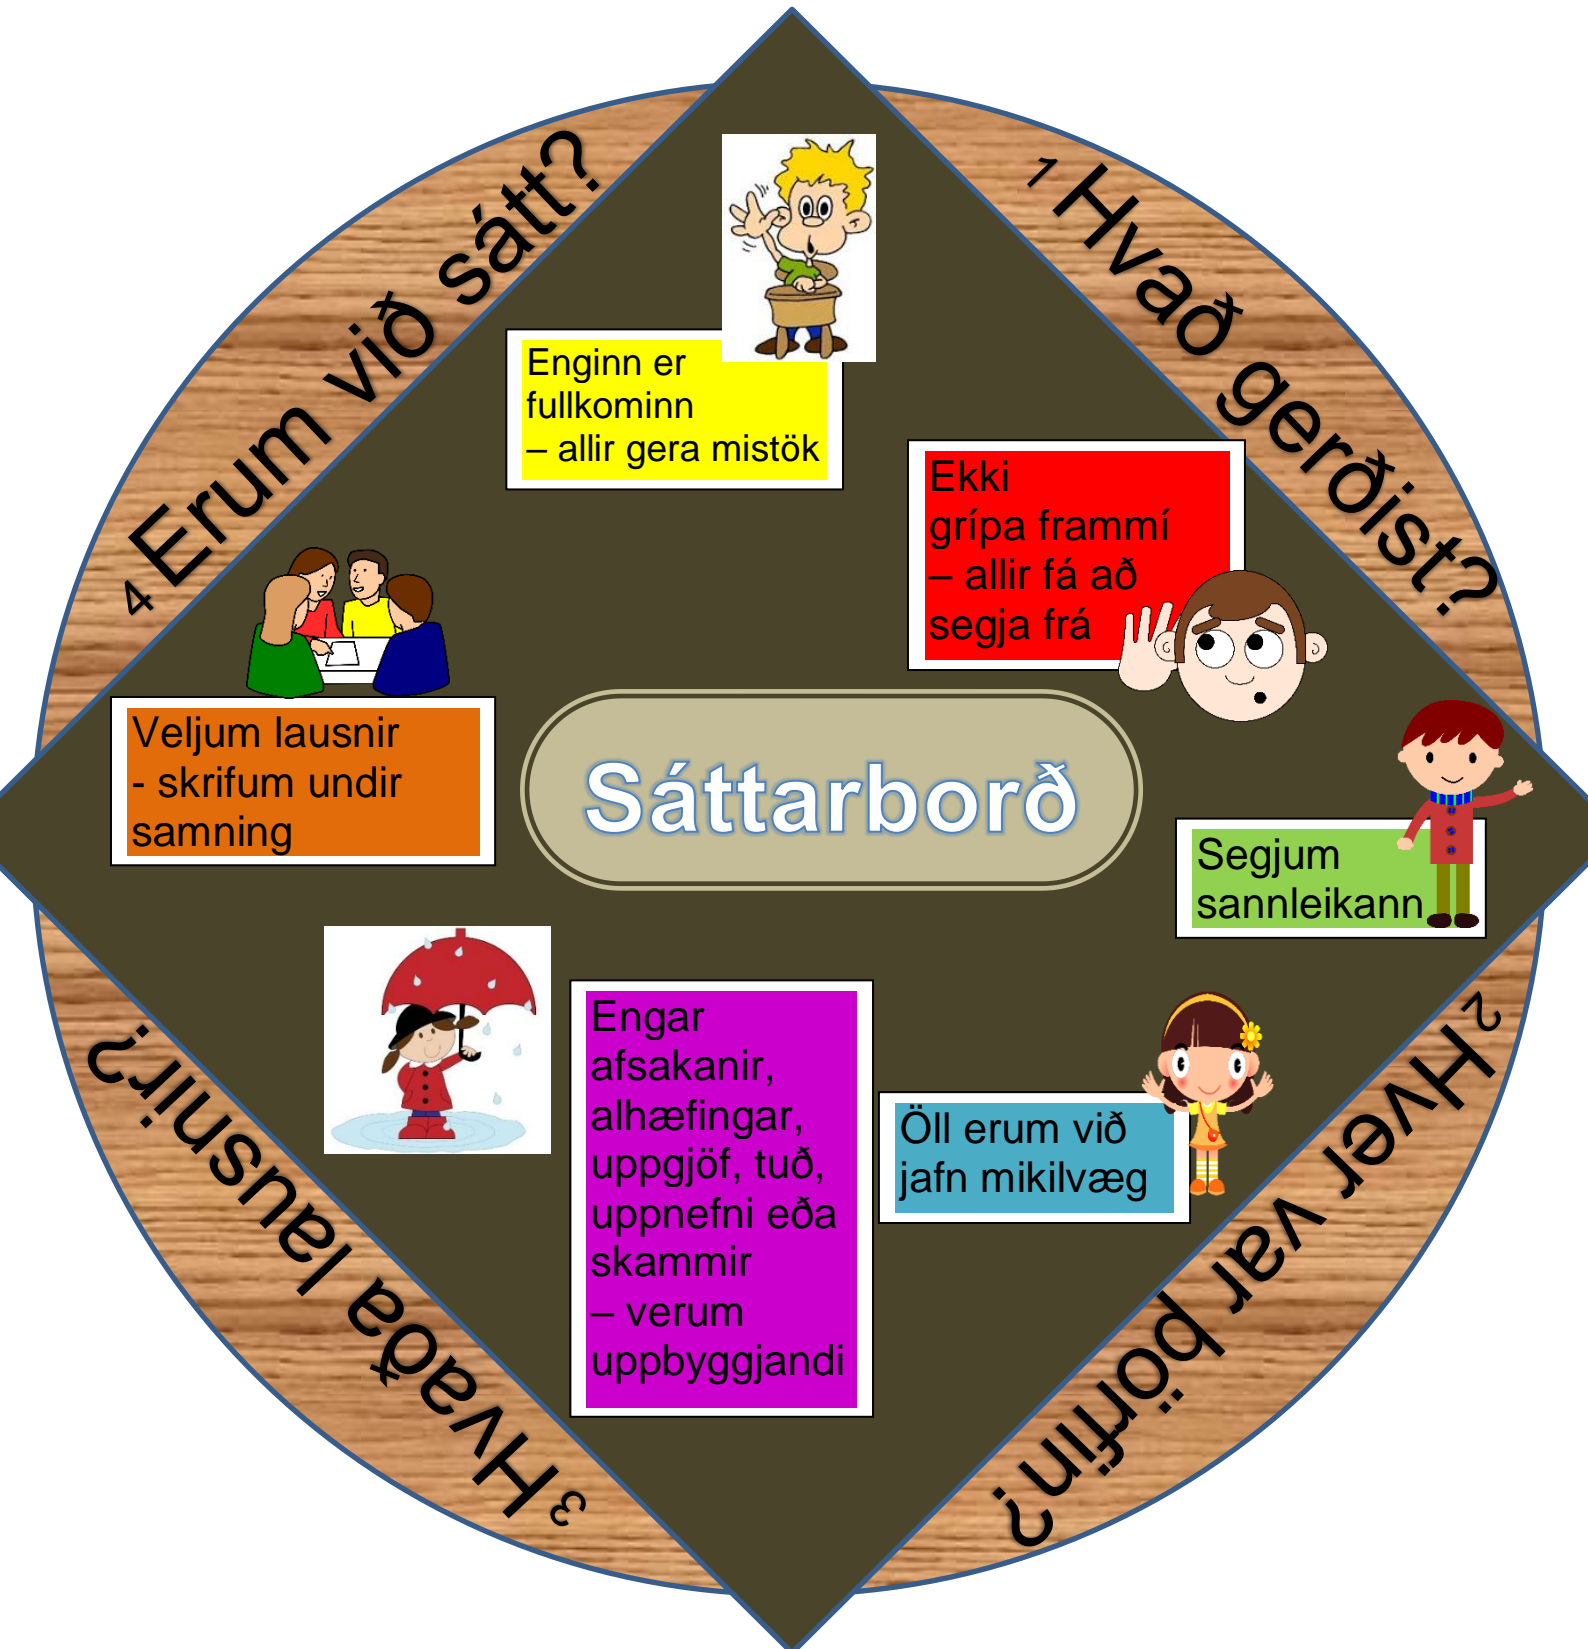 1 Hvað gerðist?
2 Hver var þörfin?
3 Hvaða lausnir?
4 Erum við sátt?
Enginn er
fullkominn
– allir gera mistök
Ekki
grípa frammí
– allir fá að
segja frá
Veljum lausnir
- skrifum undir
samning
Sáttarborð
Segjum
sannleikann
Engar
afsakanir,
alhæfingar,
uppgjöf, tuð,
uppnefni eða
skammir
– verum
uppbyggjandi
Öll erum við
jafn mikilvæg